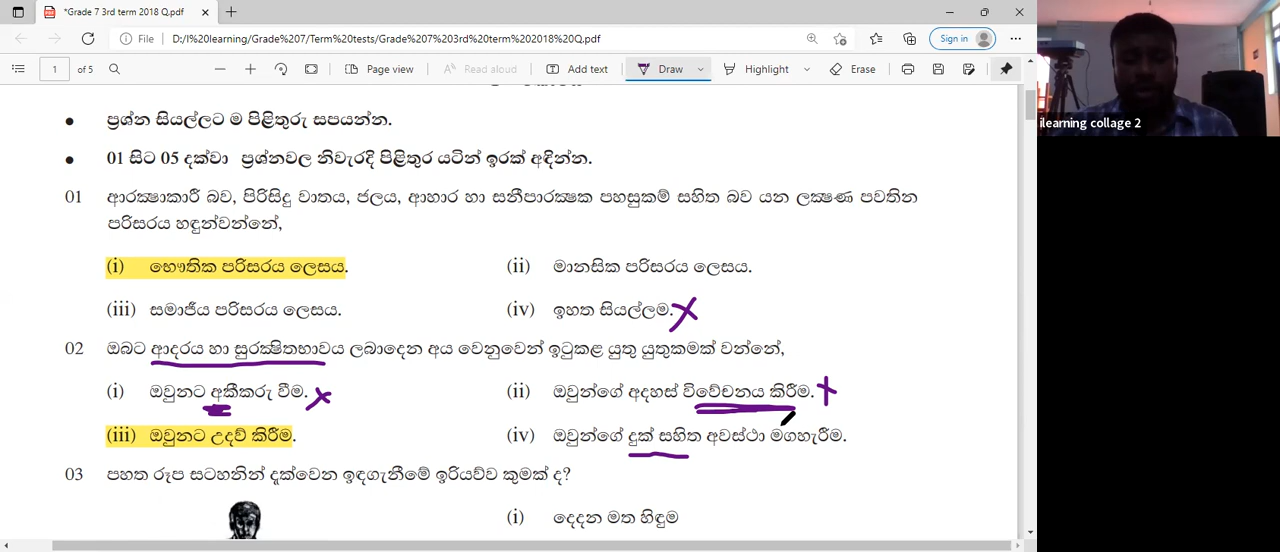 *Grade 7 3rd term 2018 Q.pdf
File D:/I%20learning/Grade%207/Term%20tests/Grade%207%203rd%20term%202018%20Q.pdf
Sign in
1 of 5 Page view Read aloud Add text Draw Highlight Erase
ilearning collage 2
• ප්‍රශ්න සියල්ලට ම පිළිතුරු සපයන්න.
• 01 සිට 05 දක්වා ප්‍රශ්නවල නිවැරදි පිළිතුර යටින් ඉරක් අඳින්න.
01 ආරක්‍ෂාකාරී බව, පිරිසිදු වාතය, ජලය, ආහාර හා සනීපාරක්‍ෂක පහසුකම් සහිත බව යන ලක්‍ෂණ පවතින
පරිසරය හඳුන්වන්නේ,
(i) භෞතික පරිසරය ලෙසය. (ii) මානසික පරිසරය ලෙසය.
(iii) සමාජීය පරිසරය ලෙසය. (iv) ඉහත සියල්ලම.
02 ඔබට ආදරය හා සුරක්‍ෂිතභාවය ලබාදෙන අය වෙනුවෙන් ඉටුකළ යුතු යුතුකමක් වන්නේ,
(i) ඔවුනට අකීකරු වීම. (ii) ඔවුන්ගේ අදහස් විවේචනය කිරීම.
(iii) ඔවුනට උදව් කිරීම. (iv) ඔවුන්ගේ දුක් සහිත අවස්ථා මගහැරීම.
03 පහත රූප සටහනින් දැක්වෙන ඉඳගැනීමේ ඉරියව්ව කුමක් ද?
(i) දෙදන මත හිඳුම